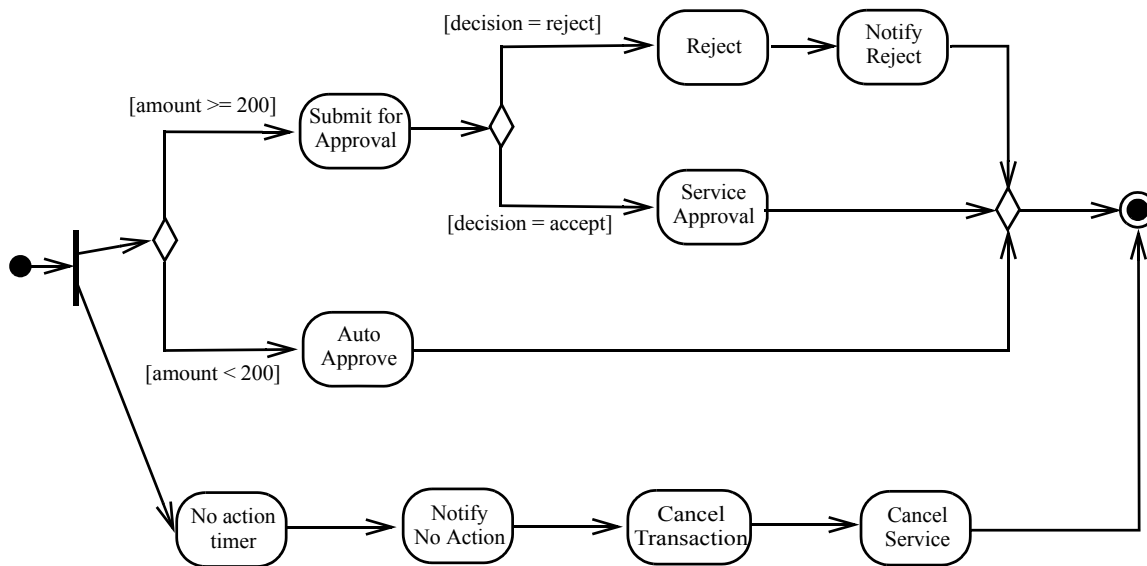 [decision = reject]
Reject
Notify
Reject
[amount >= 200]
Submit for
Approval
Service
Approval
[decision = accept]
Auto
Approve
[amount < 200]
No action
timer
Notify
No Action
Cancel
Transaction
Cancel
Service